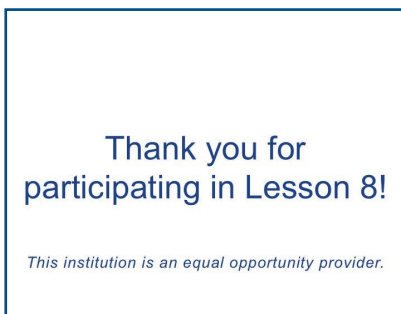 Thank you for
participating in Lesson 8!
This institution is an equal opportunity provider.